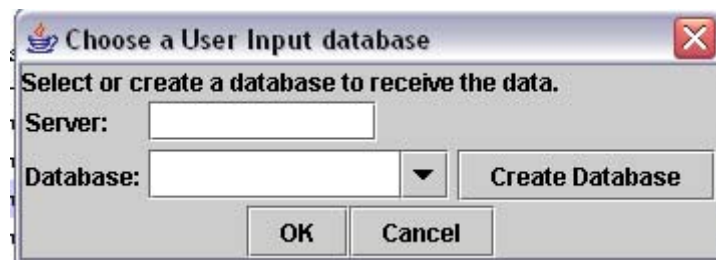 Choose a User Input database
Select or create a database to receive the data.
Server:
Database: Create Database
OK Cancel